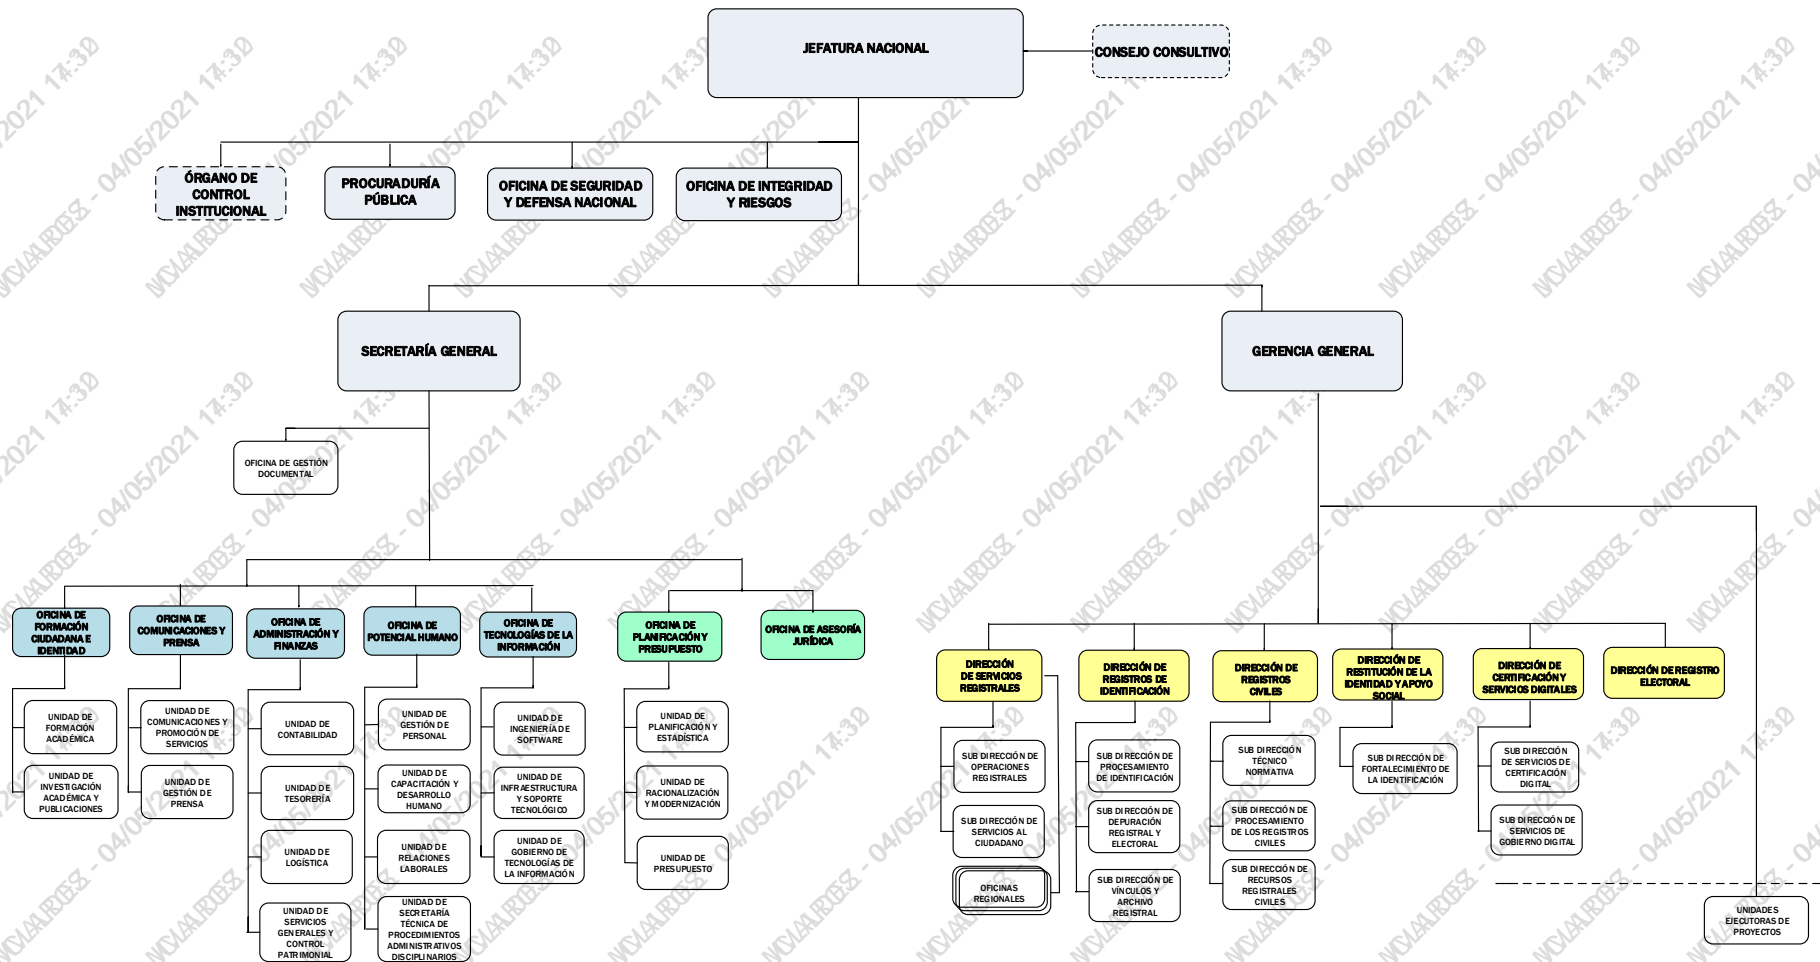 JEFATURA NACIONAL
CONSEJO CONSULTIVO
ÓRGANO DE
CONTROL
INSTITUCIONAL
PROCURADURÍA
PÚBLICA
OFICINA DE SEGURIDAD
Y DEFENSA NACIONAL
OFICINA DE INTEGRIDAD
Y RIESGOS
SECRETARÍA GENERAL
GERENCIA GENERAL
OFICINA DE GESTIÓN
DOCUMENTAL
OFICINA DE
FORMACIÓN
CIUDADANA E
IDENTIDAD
OFICINA DE
COMUNICACIONES Y
PRENSA
OFICINA DE
ADMINISTRACIÓN Y
FINANZAS
OFICINA DE
POTENCIAL HUMANO
OFICINA DE
TECNOLOGÍAS DE LA
INFORMACIÓN
OFICINA DE
PLANIFICACIÓN Y
PRESUPUESTO
OFICINA DE ASESORÍA
JURÍDICA
DIRECCIÓN
DE SERVICIOS
REGISTRALES
DIRECCIÓN DE
REGISTROS DE
IDENTIFICACIÓN
DIRECCIÓN DE
REGISTROS
CIVILES
DIRECCIÓN DE
RESTITUCIÓN DE LA
IDENTIDAD Y APOYO
SOCIAL
DIRECCIÓN DE
CERTIFICACIÓN Y
SERVICIOS DIGITALES
DIRECCIÓN DE REGISTRO
ELECTORAL
UNIDAD DE
FORMACIÓN
ACADÉMICA
UNIDAD DE
INVESTIGACIÓN
ACADÉMICA Y
PUBLICACIONES
UNIDAD DE
COMUNICACIONES Y
PROMOCIÓN DE
SERVICIOS
UNIDAD DE
GESTIÓN DE
PRENSA
UNIDAD DE
CONTABILIDAD
UNIDAD DE
TESORERÍA
UNIDAD DE
LOGÍSTICA
UNIDAD DE
SERVICIOS
GENERALES Y
CONTROL
PATRIMONIAL
UNIDAD DE
GESTIÓN DE
PERSONAL
UNIDAD DE
CAPACITACIÓN Y
DESARROLLO
HUMANO
UNIDAD DE
RELACIONES
LABORALES
UNIDAD DE
SECRETARÍA
TÉCNICA DE
PROCEDIMIENTOS
ADMINISTRATIVOS
DISCIPLINARIOS
UNIDAD DE
INGENIERÍA DE
SOFTWARE
UNIDAD DE
INFRAESTRUCTURA
Y SOPORTE
TECNOLÓGICO
UNIDAD DE
GOBIERNO DE
TECNOLOGÍAS DE
LA INFORMACIÓN
UNIDAD DE
PLANIFICACIÓN Y
ESTADÍSTICA
UNIDAD DE
RACIONALIZACIÓN
Y MODERNIZACIÓN
UNIDAD DE
PRESUPUESTO
SUB DIRECCIÓN DE
OPERACIONES
REGISTRALES
SUB DIRECCIÓN DE
SERVICIOS AL
CIUDADANO
OFICINAS
REGIONALES
SUB DIRECCIÓN DE
PROCESAMIENTO
DE IDENTIFICACIÓN
SUB DIRECCIÓN DE
DEPURACIÓN
REGISTRAL Y
ELECTORAL
SUB DIRECCIÓN DE
VÍNCULOS Y
ARCHIVO
REGISTRAL
SUB DIRECCIÓN
TÉCNICO
NORMATIVA
SUB DIRECCIÓN DE
PROCESAMIENTO
DE LOS REGISTROS
CIVILES
SUB DIRECCIÓN DE
RECURSOS
REGISTRALES
CIVILES
SUB DIRECCIÓN DE
FORTALECIMIENTO DE
LA IDENTIFICACIÓN
SUB DIRECCIÓN
DE SERVICIOS DE
CERTIFICACIÓN
DIGITAL
SUB DIRECCIÓN DE
SERVICIOS DE
GOBIERNO DIGITAL
UNIDADES
EJECUTORAS DE
PROYECTOS